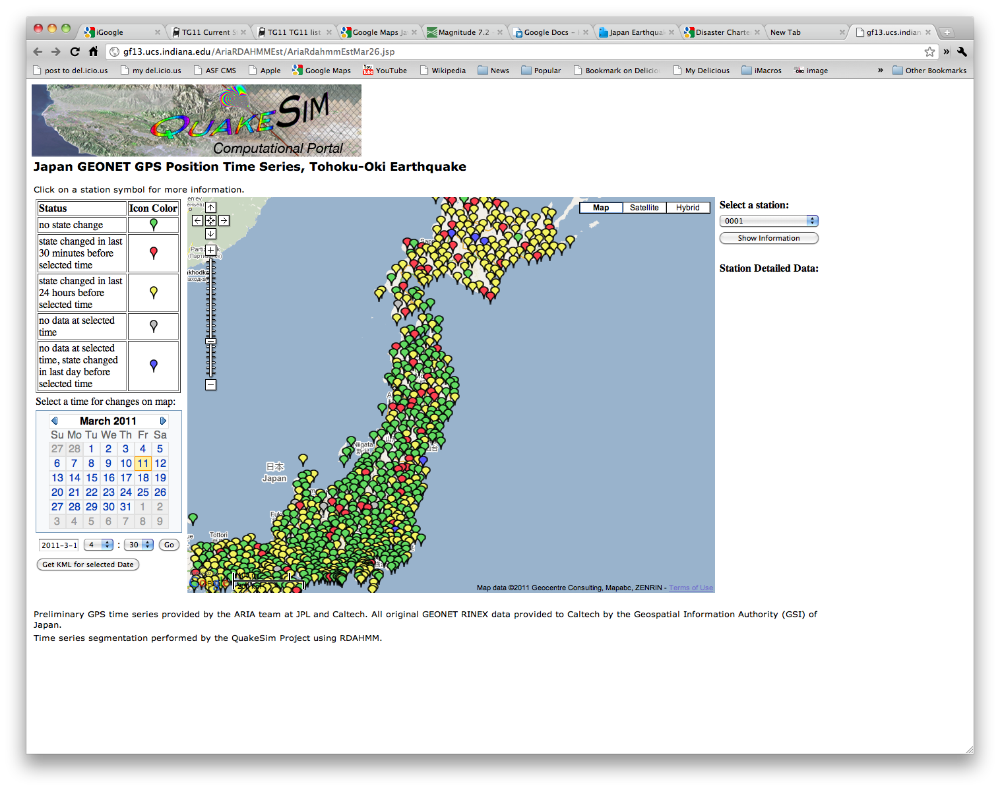 iGoogle
TG11 Current S
TG11 TG11 list
Google Maps Ja
Magnitude 7.2 -
Google Docs -
Japan Earthqua
Disaster Charte
New Tab
gf13.ucs.indian
gf13.ucs.indiana.edu/AriaRDAHMMEst/AriaRdahmmEstMar26.jsp
»
post to del.icio.us
my del.icio.us
ASF CMS
Apple
Google Maps
YouTube
Wikipedia
News
Popular
Bookmark on Delicio
My Delicious
iMacros
image
»
Other Bookmarks
QUAKESIM
Computational Portal
Japan GEONET GPS Position Time Series, Tohoku-Oki Earthquake
Click on a station symbol for more information.
Status Icon Color
no state change
state changed in last
30 minutes before
selected time
state changed in last
24 hours before
selected time
no data at selected
time
no data at selected
time, state changed
in last day before
selected time
Select a time for changes on map:
March 2011
Su Mo Tu We Th Fr Sa
27 28 1 2 3 4 5
6 7 8 9 10 11 12
13 14 15 16 17 18 19
20 21 22 23 24 25 26
27 28 29 30 31 1 2
3 4 5 6 7 8 9
2011-3-1 4 : 30 Go
Get KML for selected Date
Map Satellite Hybrid
Niigata
新潟
日本
Japan
Tottori
Map data ©2011 Geocentre Consulting, Mapabc, ZENRIN - Terms of Use
Select a station:
0001
Show Information
Station Detailed Data:
Preliminary GPS time series provided by the ARIA team at JPL and Caltech. All original GEONET RINEX data provided to Caltech by the Geospatial Information Authority (GSI) of
Japan.
Time series segmentation performed by the QuakeSim Project using RDAHMM.